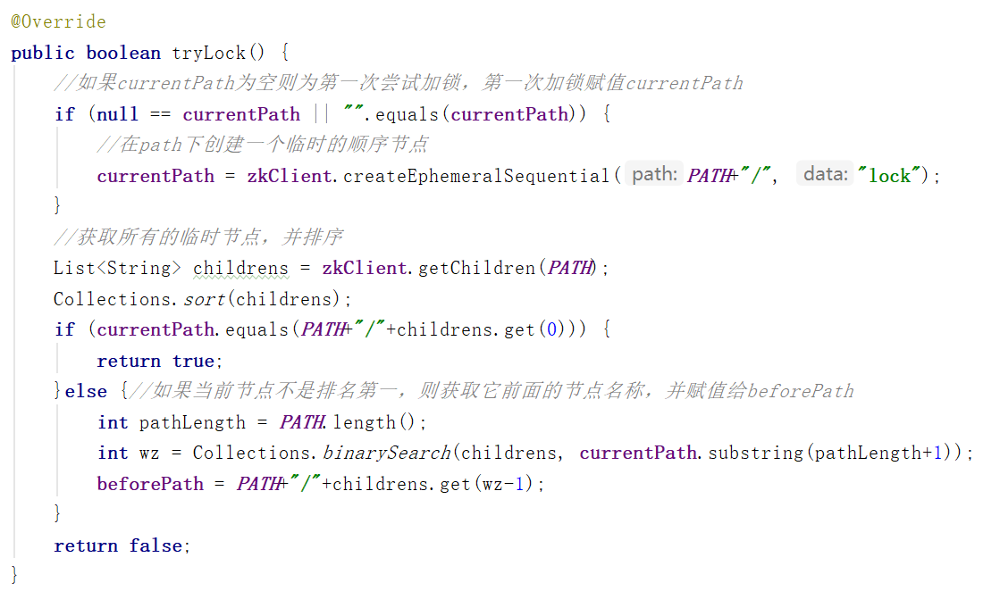 @Override
public boolean tryLock() {
//如果currentPath为空则为第一次尝试加锁，第一次加锁赋值currentPath
if (null == currentPath || "".equals(currentPath)) {
//在path下创建一个临时的顺序节点
currentPath = zkClient.createEphemeralSequential( path: PATH+"/", data: "lock");
}
//获取所有的临时节点，并排序
List<String> childrens = zkClient.getChildren(PATH);
Collections.sort(childrens);
if (currentPath.equals(PATH+"/"+childrens.get(0))) {
return true;
}else {//如果当前节点不是排名第一，则获取它前面的节点名称，并赋值给beforePath
int pathLength = PATH.length();
int wz = Collections.binarySearch(childrens, currentPath.substring(pathLength+1));
beforePath = PATH+"/"+childrens.get(wz-1);
}
return false;
}